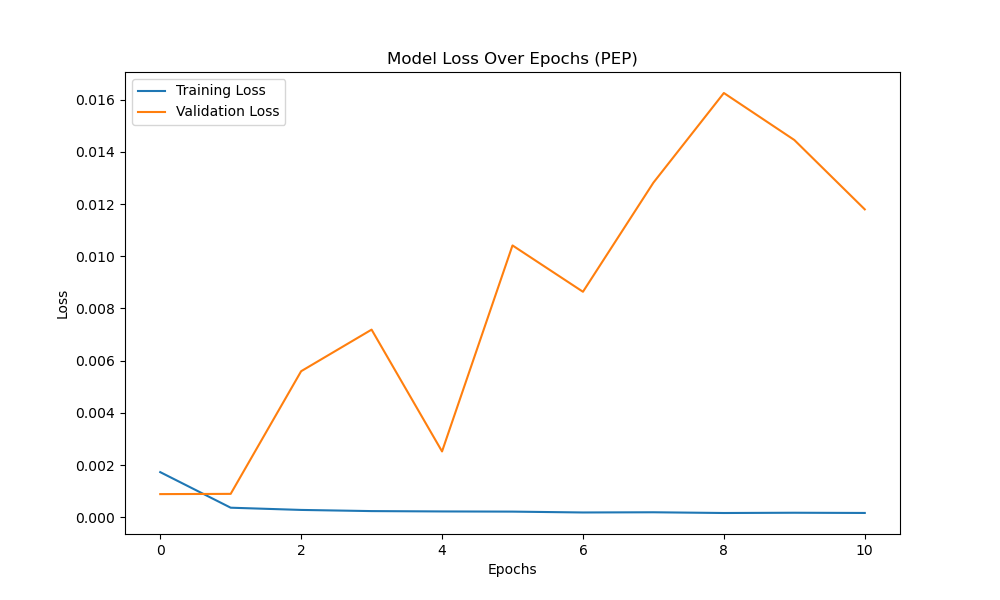 Model Loss Over Epochs (PEP)
Training Loss
Validation Loss
0.016
0.014
0.012
0.010
0.008
0.006
0.004
0.002
0.000
Loss
0 2 4 6 8 10
Epochs